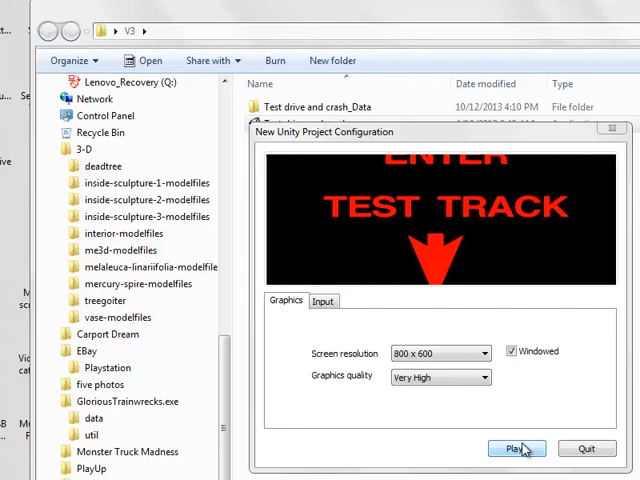 V3
Organize
Open
Share with
Burn
New folder
Lenovo_Recovery (Q:)
Network
Control Panel
Recycle Bin
3-D
deadtree
inside-sculpture-1-modelfiles
inside-sculpture-2-modelfiles
inside-sculpture-3-modelfiles
interior-modelfiles
me3d-modelfiles
melaleuca-linariifolia-modelfile
mercury-spire-modelfiles
treegoiter
vase-modelfiles
Carport Dream
EBay
Playstation
five photos
GloriousTrainwrecks.exe
data
util
Monster Truck Madness
PlayUp
Name
Date modified
Type
Test drive and crash_Data
10/12/2013 4:10 PM
File folder
New Unity Project Configuration
ENTER
TEST TRACK
Graphics
Input
Screen resolution
800 x 600
Windowed
Graphics quality
Very High
Play
Quit